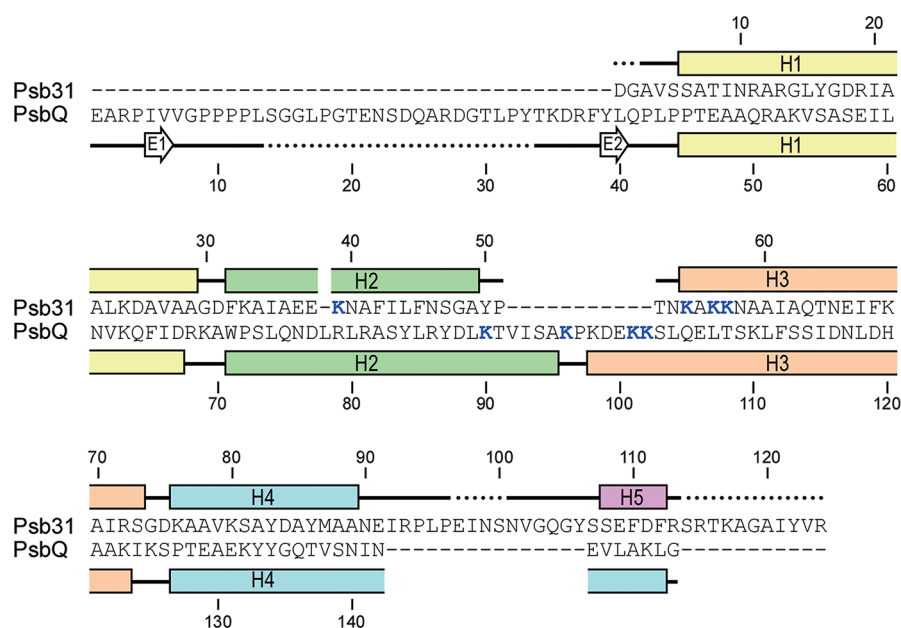 10 20
H1
Psb31 ---------------------------------------DGAVSSATINRARGLYGDRIA
PsbQ EARPIVVGPPPPLSGGLPGTENSDQARDGTLPYTKDRFYLQPLPPTEAAQRAKVSASEIL
E1 E2 H1
10 20 30 40 50 60
30 40 50 60
H2 H3
Psb31 ALKDAVAAGDFKAIAEE-KNAFILFNSGAYP-----------TNKAKKNAAIAQTNEIFK
PsbQ NVKQFIDRKAWPSLQNDLRLRASYLRYDLKTVISAKPKDEKKSLQELTSKLFSSIDNLDH
H2 H3
70 80 90 100 110 120
70 80 90 100 110 120
H4 H5
Psb31 AIRSGDKAAVKSAYDAYMAANEIRPLPEINSNVGQGYSSEFDFRSRTKAGAIYVR
PsbQ AAKIKSPTEAEKYYGQTVSNIN---------------EVLAKLG-----------
H4
130 140